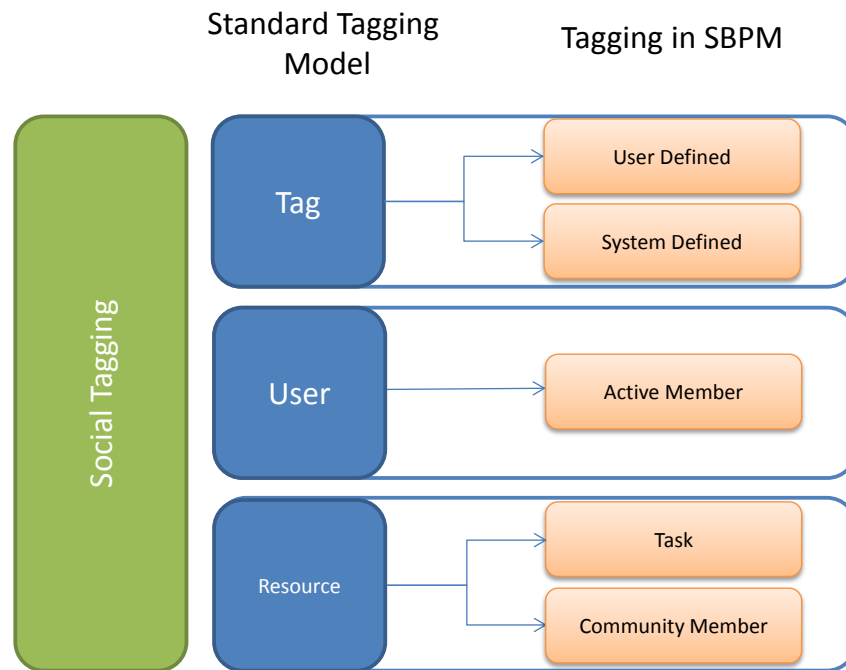 Standard Tagging
Model
Tagging in SBPM
Social Tagging
Tag
User Defined
System Defined
User
Active Member
Resource
Task
Community Member